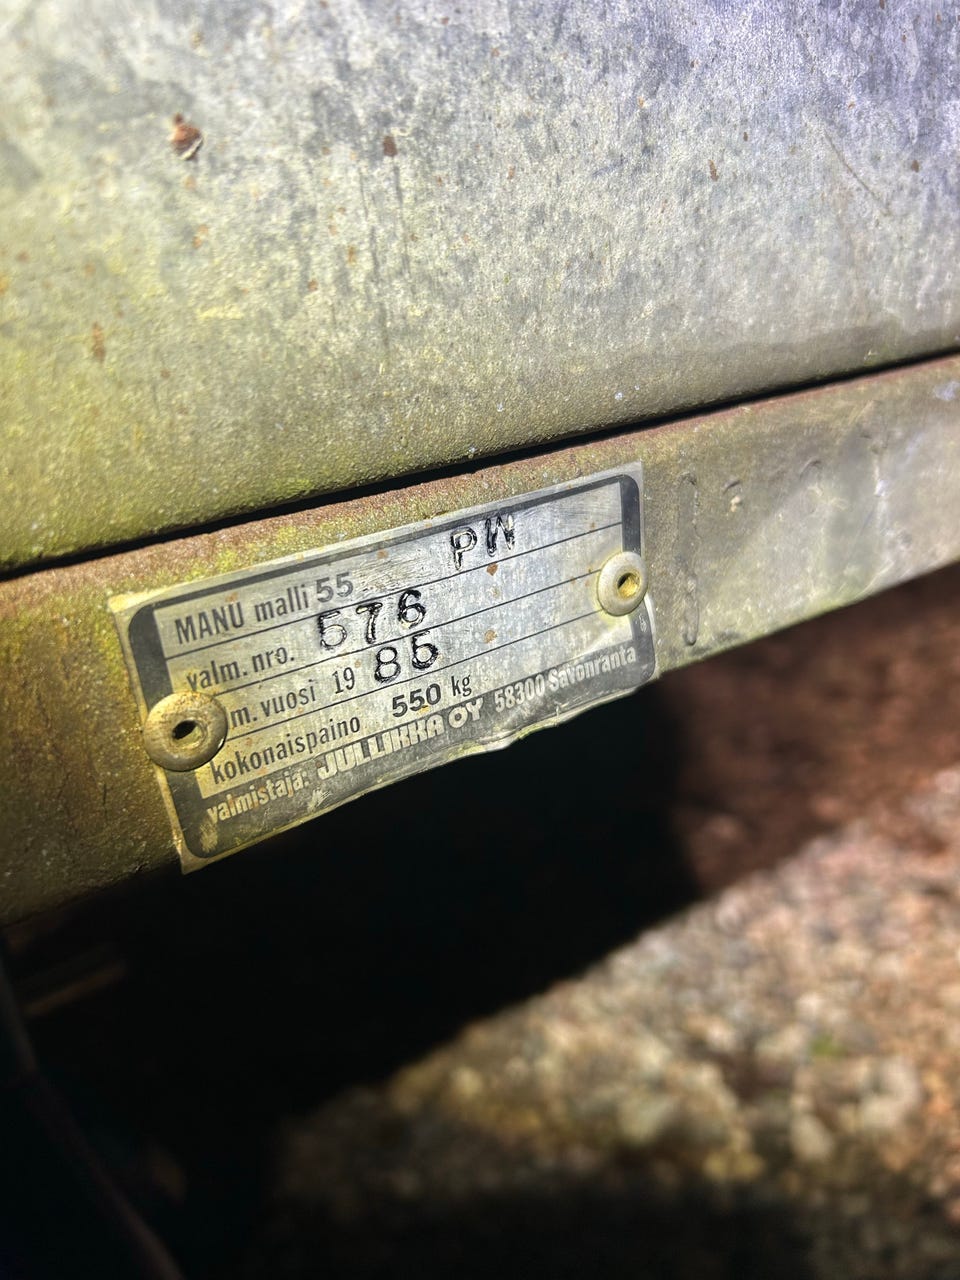 MANU malli 55 PW
valm. nro. 576
m. vuosi 19 85
kokonaispaino 550 kg
valmistaja: JULLIKKA OY 58300 Savonranta